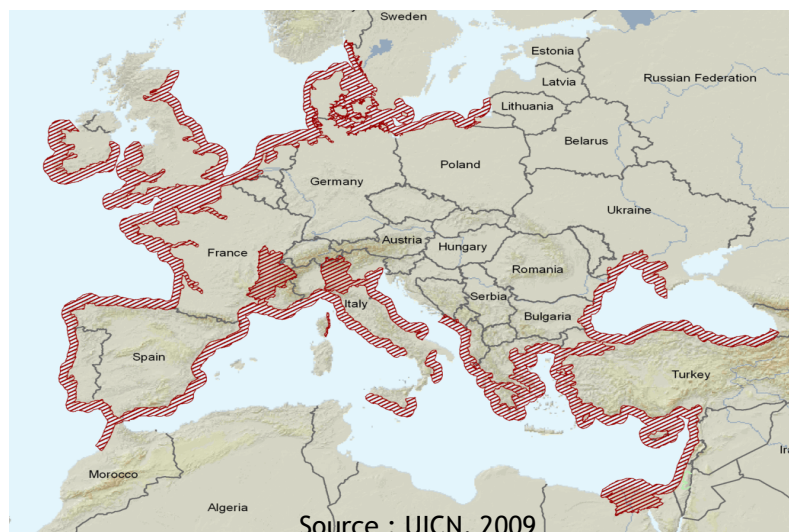 Sweden
Estonia
Latvia
Lithuania
Russian Federation
Belarus
Poland
Germany
Ukraine
Austria
Hungary
France
Romania
Serbia
Italy
Bulgaria
Spain
Turkey
Morocco
Algeria
Source : UICN, 2009